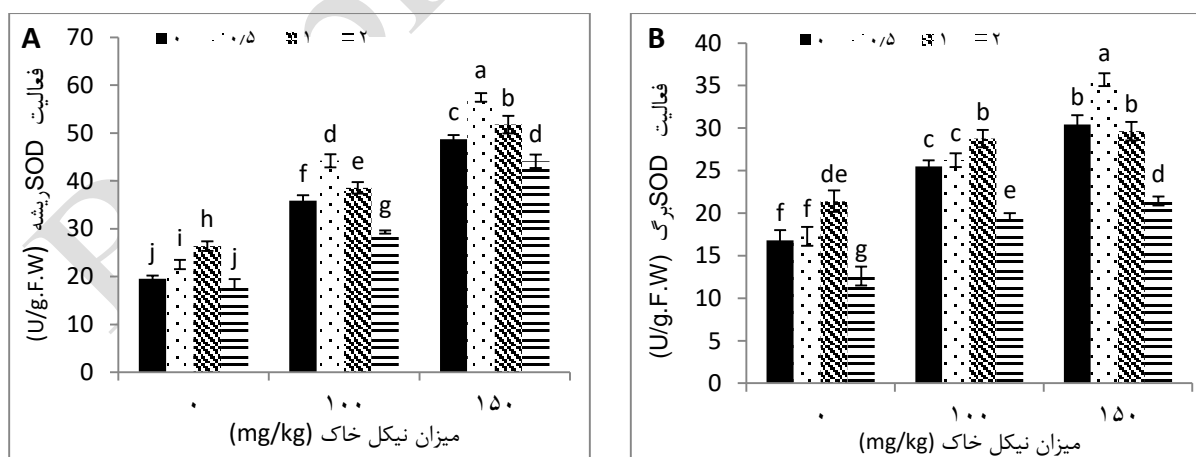 A
۰ ۰٫۵ ۱ ۲
فعالیت SOD ریشه (U/g.F.W)
70
60
50
40
30
20
10
0
j i h j
f d e g
c a b d
۰ ۱۰۰ ۱۵۰
میزان نیکل خاک (mg/kg)
B
۰ ۰٫۵ ۱ ۲
فعالیت SOD برگ (U/g.F.W)
40
35
30
25
20
15
10
5
0
f f de g
c c b e
b a b d
۰ ۱۰۰ ۱۵۰
میزان نیکل خاک (mg/kg)